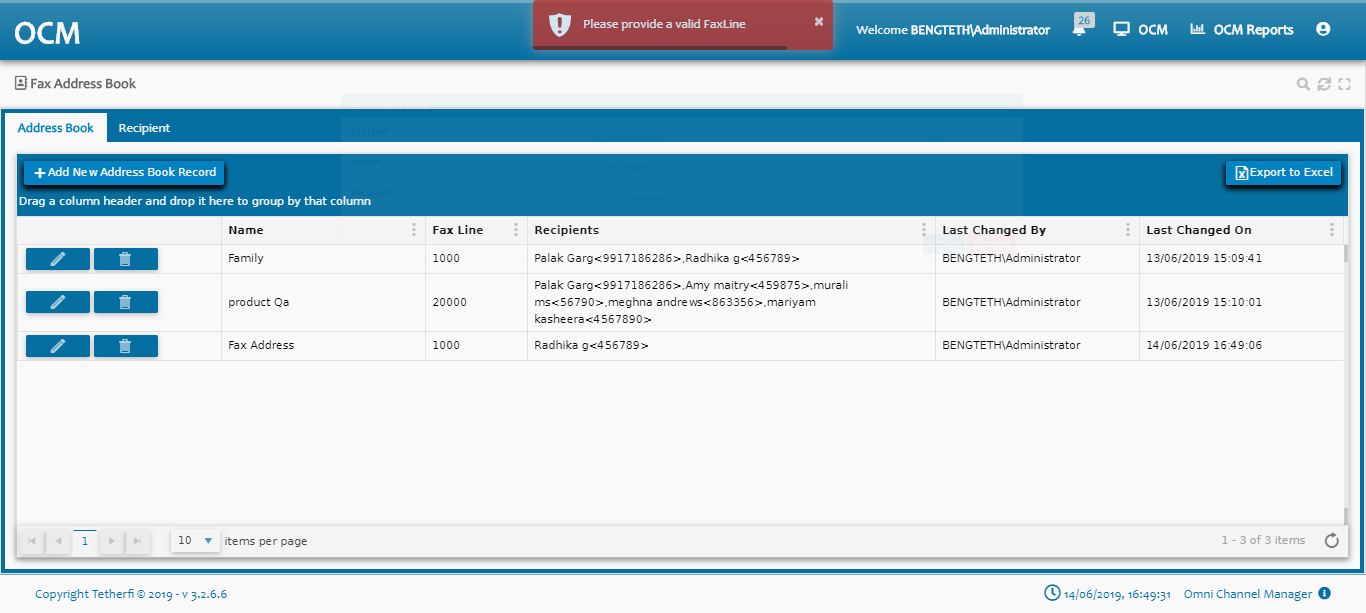 OCM
Please provide a valid FaxLine
Welcome BENGTETH\Administrator
26
OCM
OCM Reports
Fax Address Book
Address Book
Recipient
Add New Address Book Record
Export to Excel
Drag a column header and drop it here to group by that column
Name
Fax Line
Recipients
Last Changed By
Last Changed On
Family
1000
Palak Garg<9917186286>,Radhika g<456789>
BENGTETH\Administrator
13/06/2019 15:09:41
product Qa
20000
Palak Garg<9917186286>,Amy maitry<459875>,murali
ms<56790>,meghna andrews<863356>,mariyam
kasheera<4567890>
BENGTETH\Administrator
13/06/2019 15:10:01
Fax Address
1000
Radhika g<456789>
BENGTETH\Administrator
14/06/2019 16:49:06
1
10
items per page
1 - 3 of 3 items
Copyright Tetherfi © 2019 - v 3.2.6.6
14/06/2019, 16:49:31
Omni Channel Manager